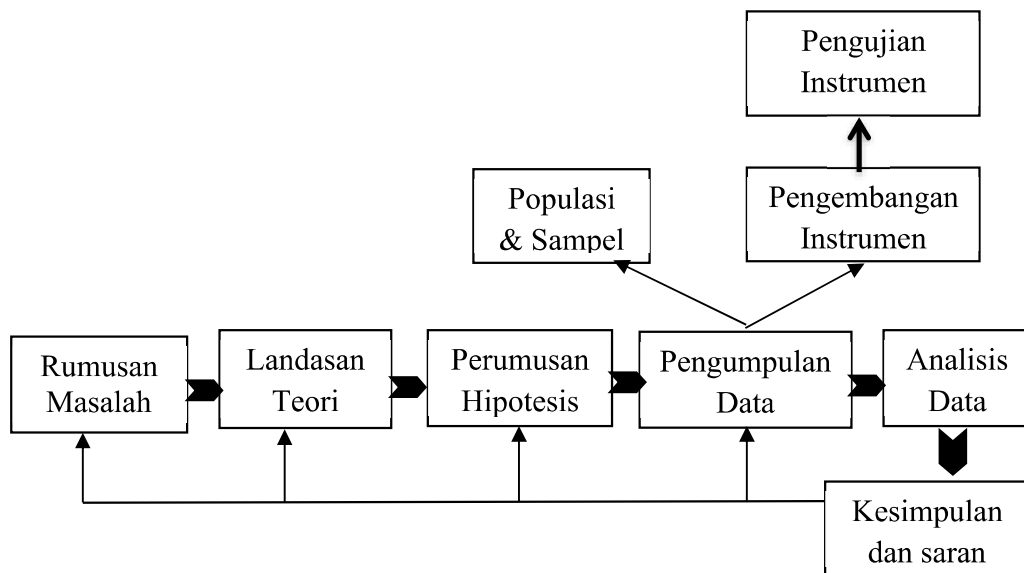 Pengujian
Instrumen
Populasi
& Sampel
Pengembangan
Instrumen
Rumusan
Masalah
Landasan
Teori
Perumusan
Hipotesis
Pengumpulan
Data
Analisis
Data
Kesimpulan
dan saran